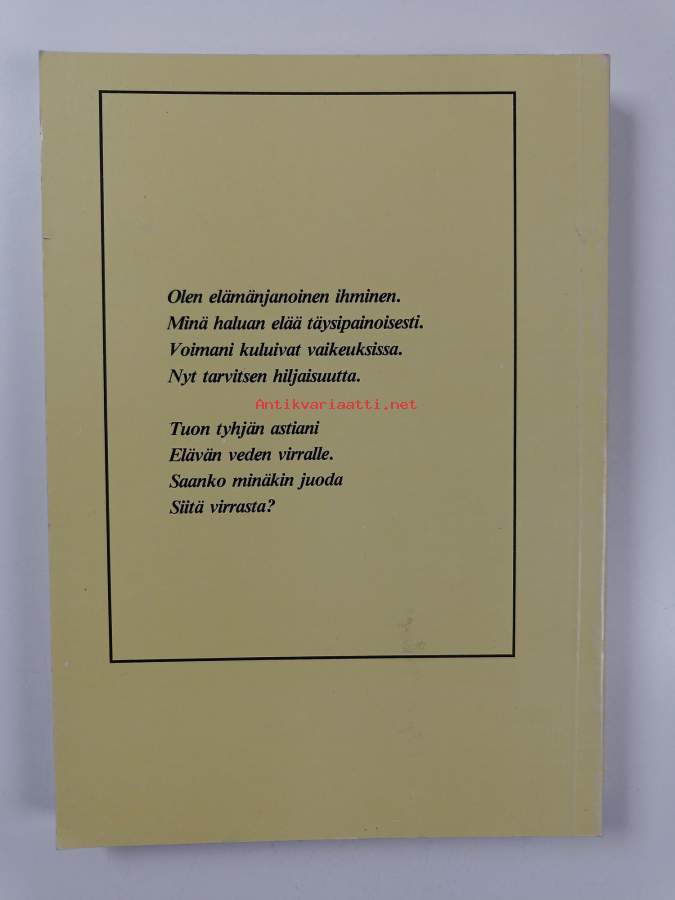 Olen elämänjanoinen ihminen.
Minä haluan elää täysipainoisesti.
Voimani kuluivat vaikeuksissa.
Nyt tarvitsen hiljaisuutta.
Antikvariaatti.net
Tuon tyhjän astiani
Elävän veden virralle.
Saanko minäkin juoda
Siitä virrasta?